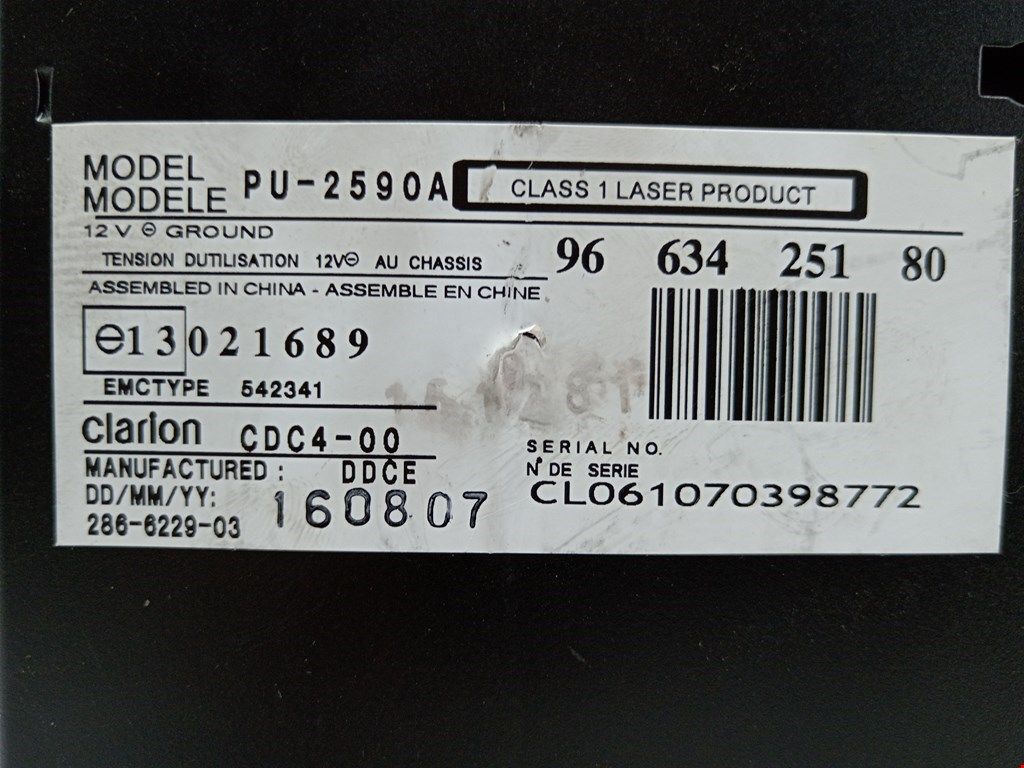 MODEL
MODELE PU-2590A
CLASS 1 LASER PRODUCT
12 V ⊖ GROUND
TENSION DUTILISATION 12V⊖ AU CHASSIS
96 634 251 80
ASSEMBLED IN CHINA - ASSEMBLE EN CHINE
e13 021689
EMCTYPE 542341
clarion CDC4-00
MANUFACTURED : DDCE
DD/MM/YY: 160807
286-6229-03
SERIAL NO.
N° DE SERIE
CL061070398772